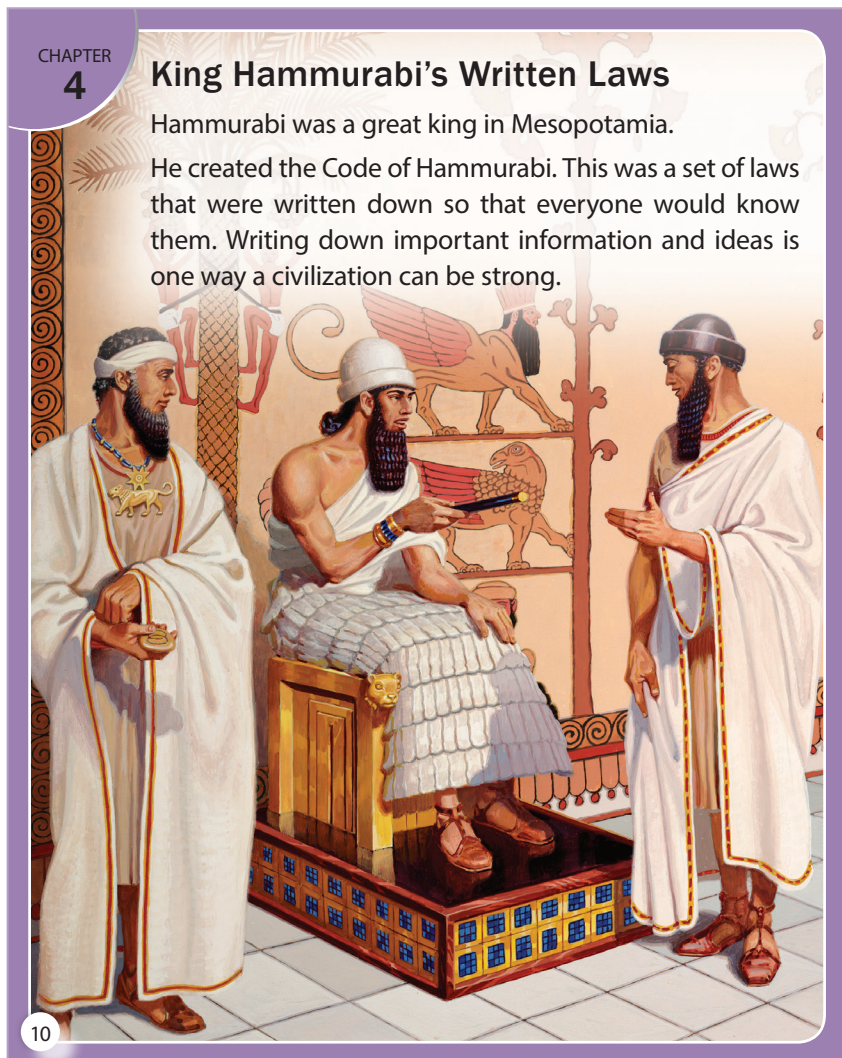 CHAPTER
4
King Hammurabi’s Written Laws
Hammurabi was a great king in Mesopotamia.
He created the Code of Hammurabi. This was a set of laws
that were written down so that everyone would know
them. Writing down important information and ideas is
one way a civilization can be strong.
10